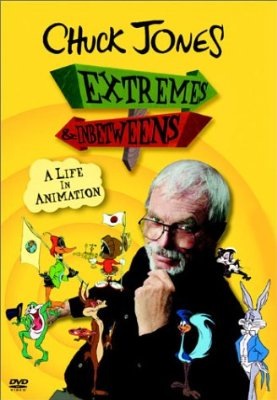 CHUCK JONES
EXTREMES
& INBETWEENS
A LIFE
IN
ANIMATION
DVD
VIDEO